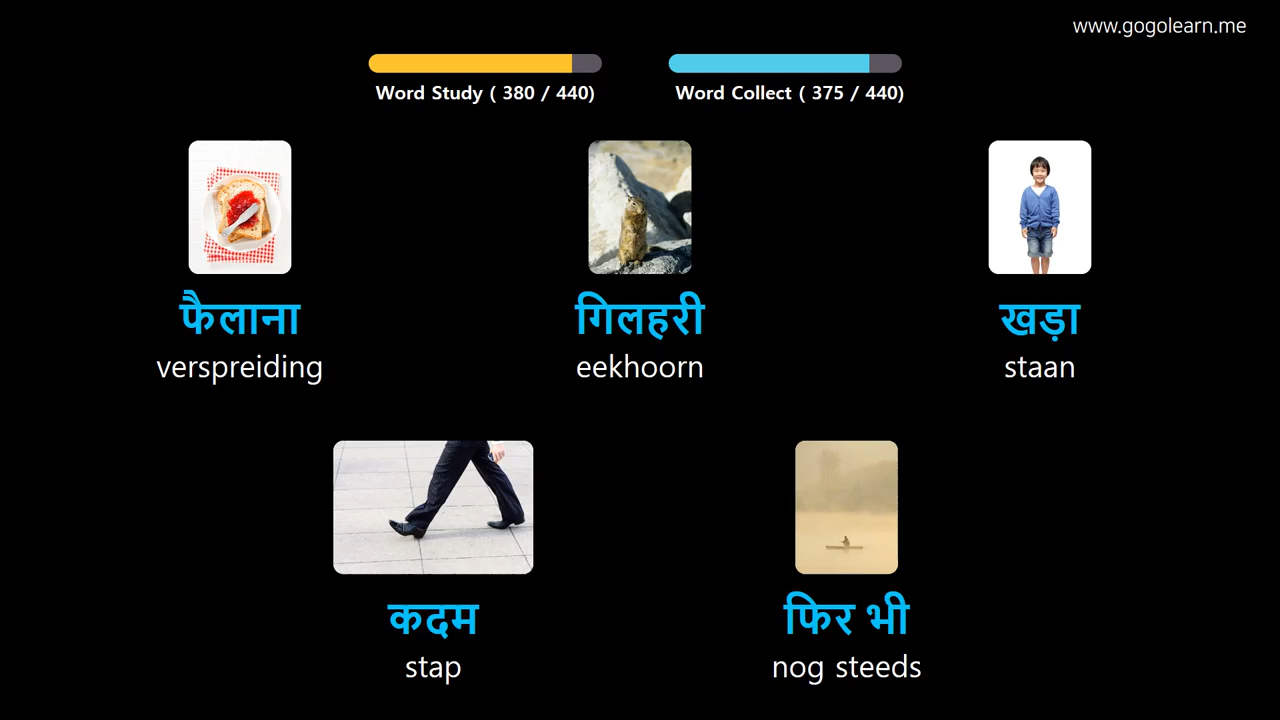 www.gogolearn.me
Word Study ( 380 / 440)
Word Collect ( 375 / 440)
फैलाना
verspreiding
गिलहरी
eekhoorn
खड़ा
staan
कदम
stap
फिर भी
nog steeds